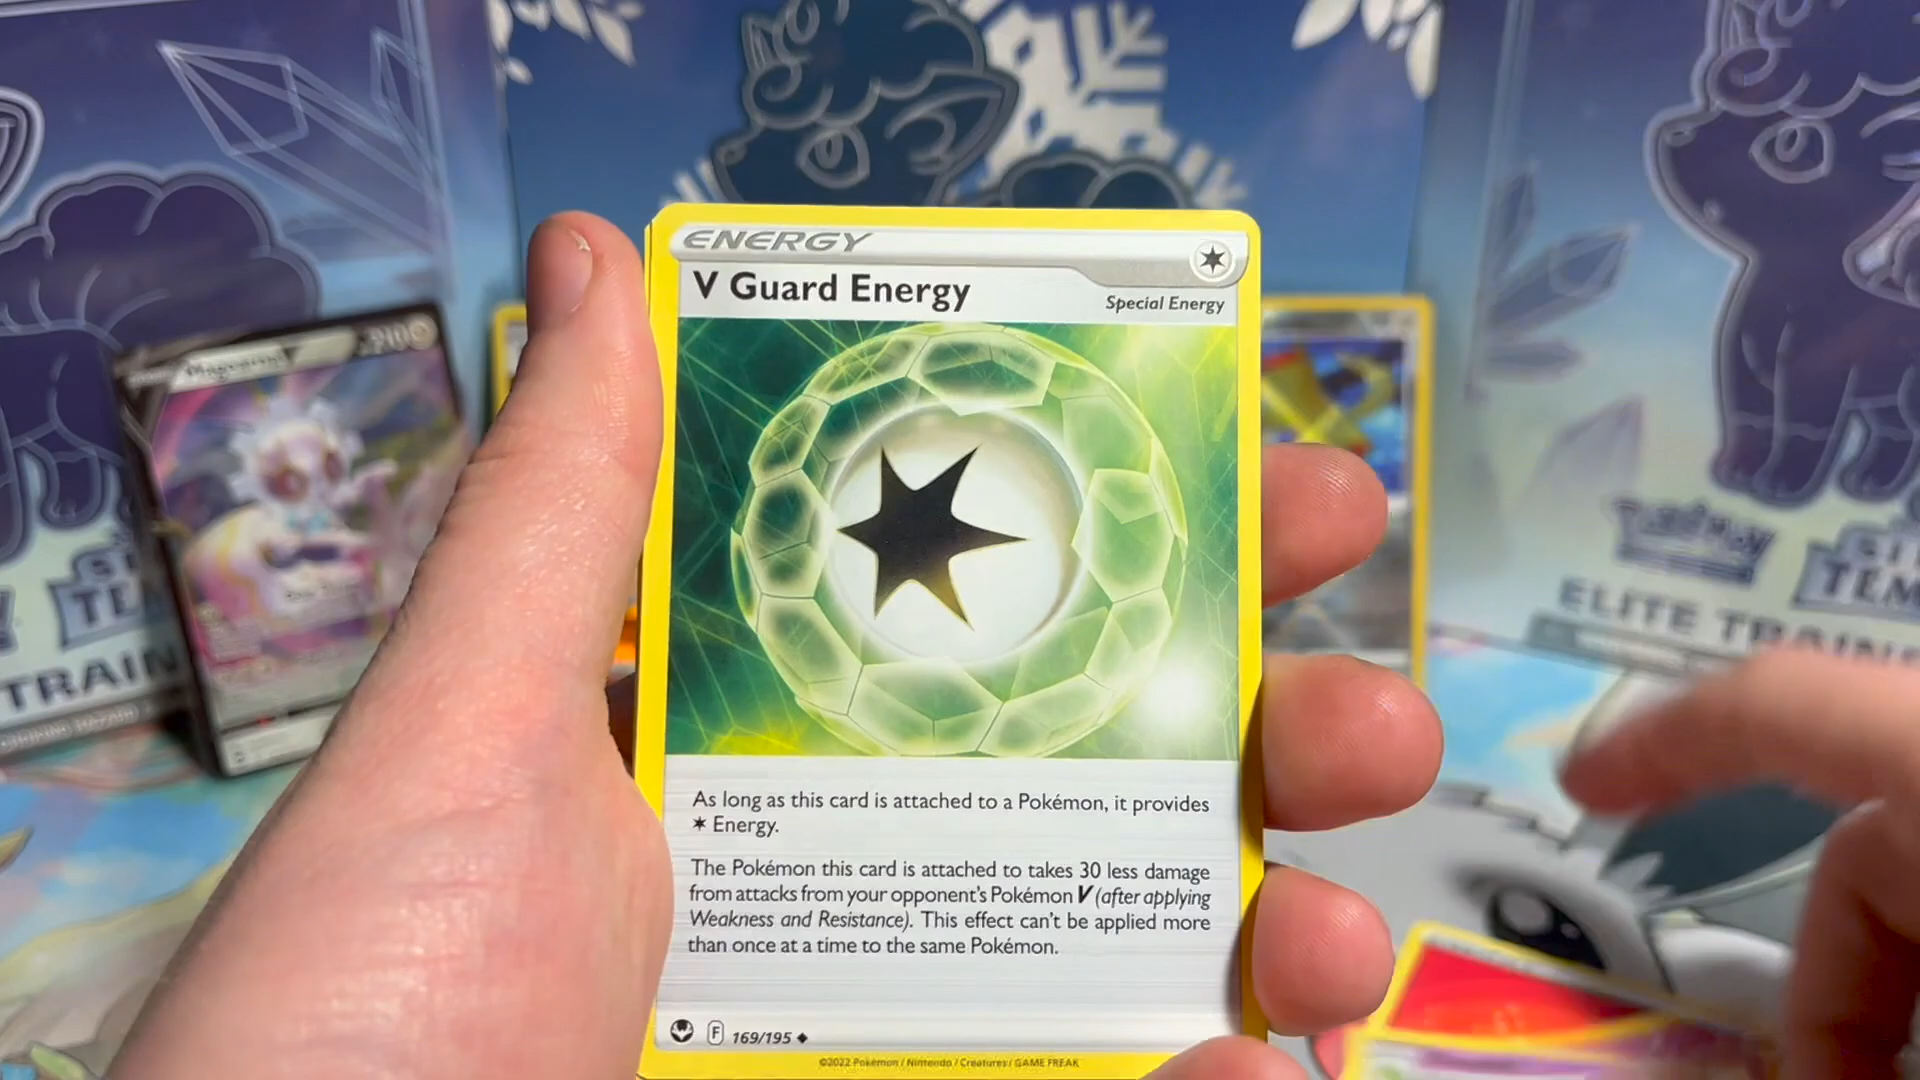 ENERGY
V Guard Energy
Special Energy
As long as this card is attached to a Pokémon, it provides
✶ Energy.
The Pokémon this card is attached to takes 30 less damage
from attacks from your opponent's Pokémon V (after applying
Weakness and Resistance). This effect can't be applied more
than once at a time to the same Pokémon.
F 169/195 ◆
©2022 Pokémon / Nintendo / Creatures / GAME FREAK
Pokémon
ELITE TRAINE
TRAIN